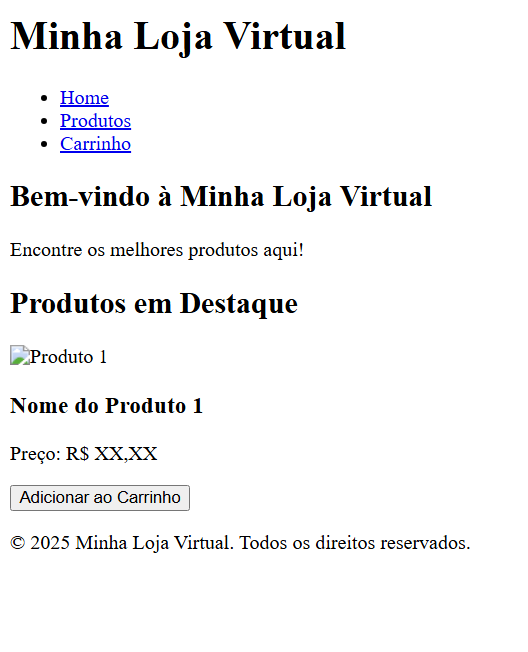 Minha Loja Virtual
Home
Produtos
Carrinho
Bem-vindo à Minha Loja Virtual
Encontre os melhores produtos aqui!
Produtos em Destaque
Produto 1
Nome do Produto 1
Preço: R$ XX,XX
Adicionar ao Carrinho
© 2025 Minha Loja Virtual. Todos os direitos reservados.